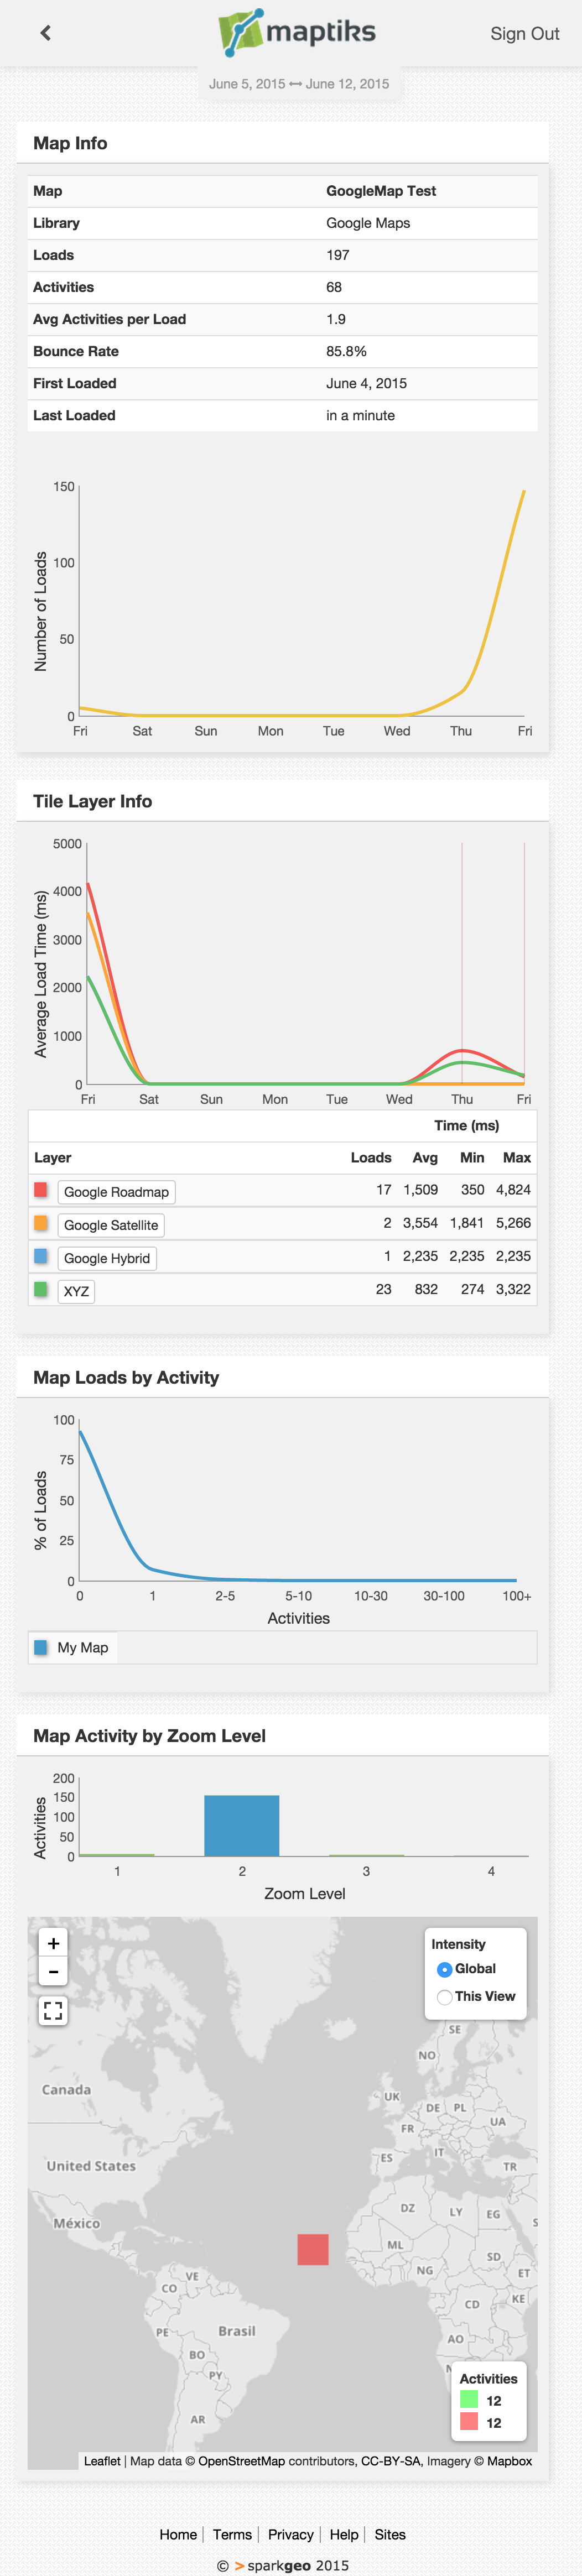 maptiks
Sign Out
June 5, 2015 ↔ June 12, 2015
Map Info
Map GoogleMap Test
Library Google Maps
Loads 197
Activities 68
Avg Activities per Load 1.9
Bounce Rate 85.8%
First Loaded June 4, 2015
Last Loaded in a minute
Number of Loads
150
100
50
0
Fri Sat Sun Mon Tue Wed Thu Fri
Tile Layer Info
Average Load Time (ms)
5000
4000
3000
2000
1000
0
Fri Sat Sun Mon Tue Wed Thu Fri
Time (ms)
Layer Loads Avg Min Max
Google Roadmap 17 1,509 350 4,824
Google Satellite 2 3,554 1,841 5,266
Google Hybrid 1 2,235 2,235 2,235
XYZ 23 832 274 3,322
Map Loads by Activity
% of Loads
100
75
50
25
0
0 1 2-5 5-10 10-30 30-100 100+
Activities
My Map
Map Activity by Zoom Level
Activities
200
150
100
50
0
1 2 3 4
Zoom Level
+
−
Intensity
Global
This View
SE
NO
Canada
UK
DE PL
UA
FR
IT
ES
United States
TR
México
DZ
LY
EG
ML
SD
NG
ET
VE
CO
KE
CD
PE
Brasil
AO
BO
PY
AR
Activities
12
12
Leaflet | Map data © OpenStreetMap contributors, CC-BY-SA, Imagery © Mapbox
Home | Terms | Privacy | Help | Sites
© >sparkgeo 2015